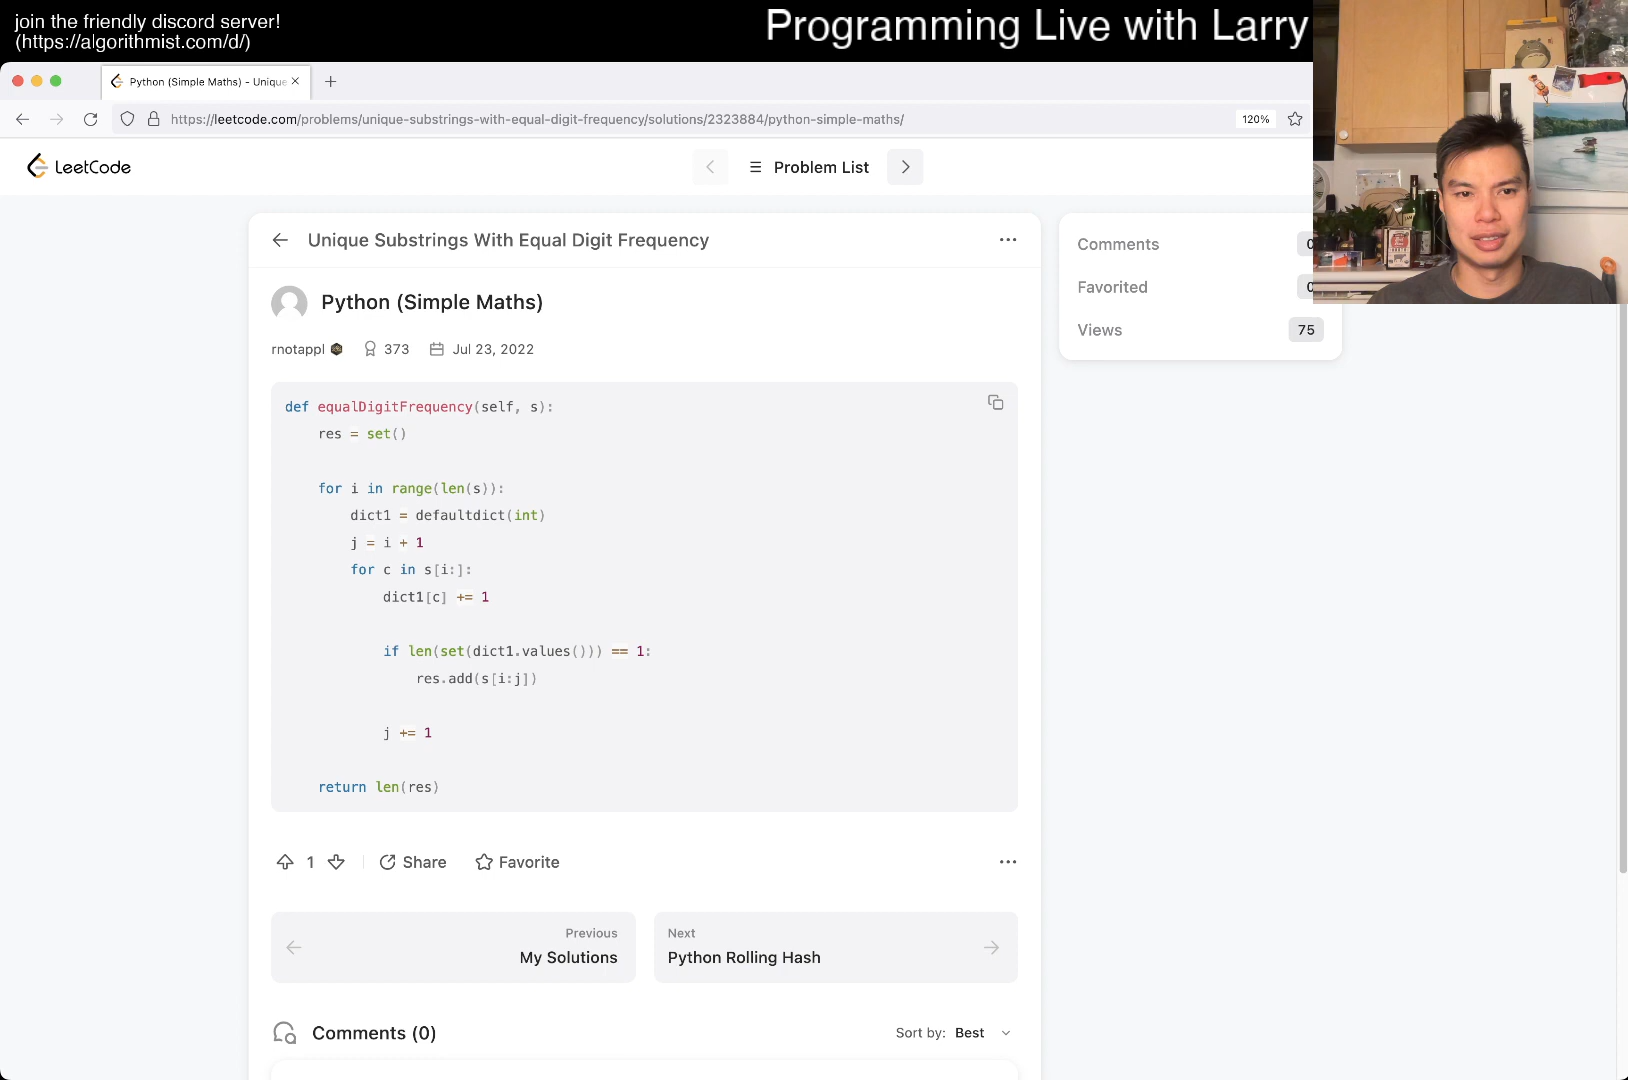 join the friendly discord server!
(https://algorithmist.com/d/)
Programming Live with Larry
Python (Simple Maths) - Unique
https://leetcode.com/problems/unique-substrings-with-equal-digit-frequency/solutions/2323884/python-simple-maths/
120%
LeetCode
Problem List
Unique Substrings With Equal Digit Frequency
Python (Simple Maths)
rnotappl 373 Jul 23, 2022
def equalDigitFrequency(self, s):
    res = set()
    for i in range(len(s)):
        dict1 = defaultdict(int)
        j = i + 1
        for c in s[i:]:
            dict1[c] += 1
            if len(set(dict1.values())) == 1:
                res.add(s[i:j])
            j += 1
    return len(res)
1 Share Favorite
Previous
My Solutions
Next
Python Rolling Hash
Comments (0)
Sort by: Best
Comments 0
Favorited 0
Views 75